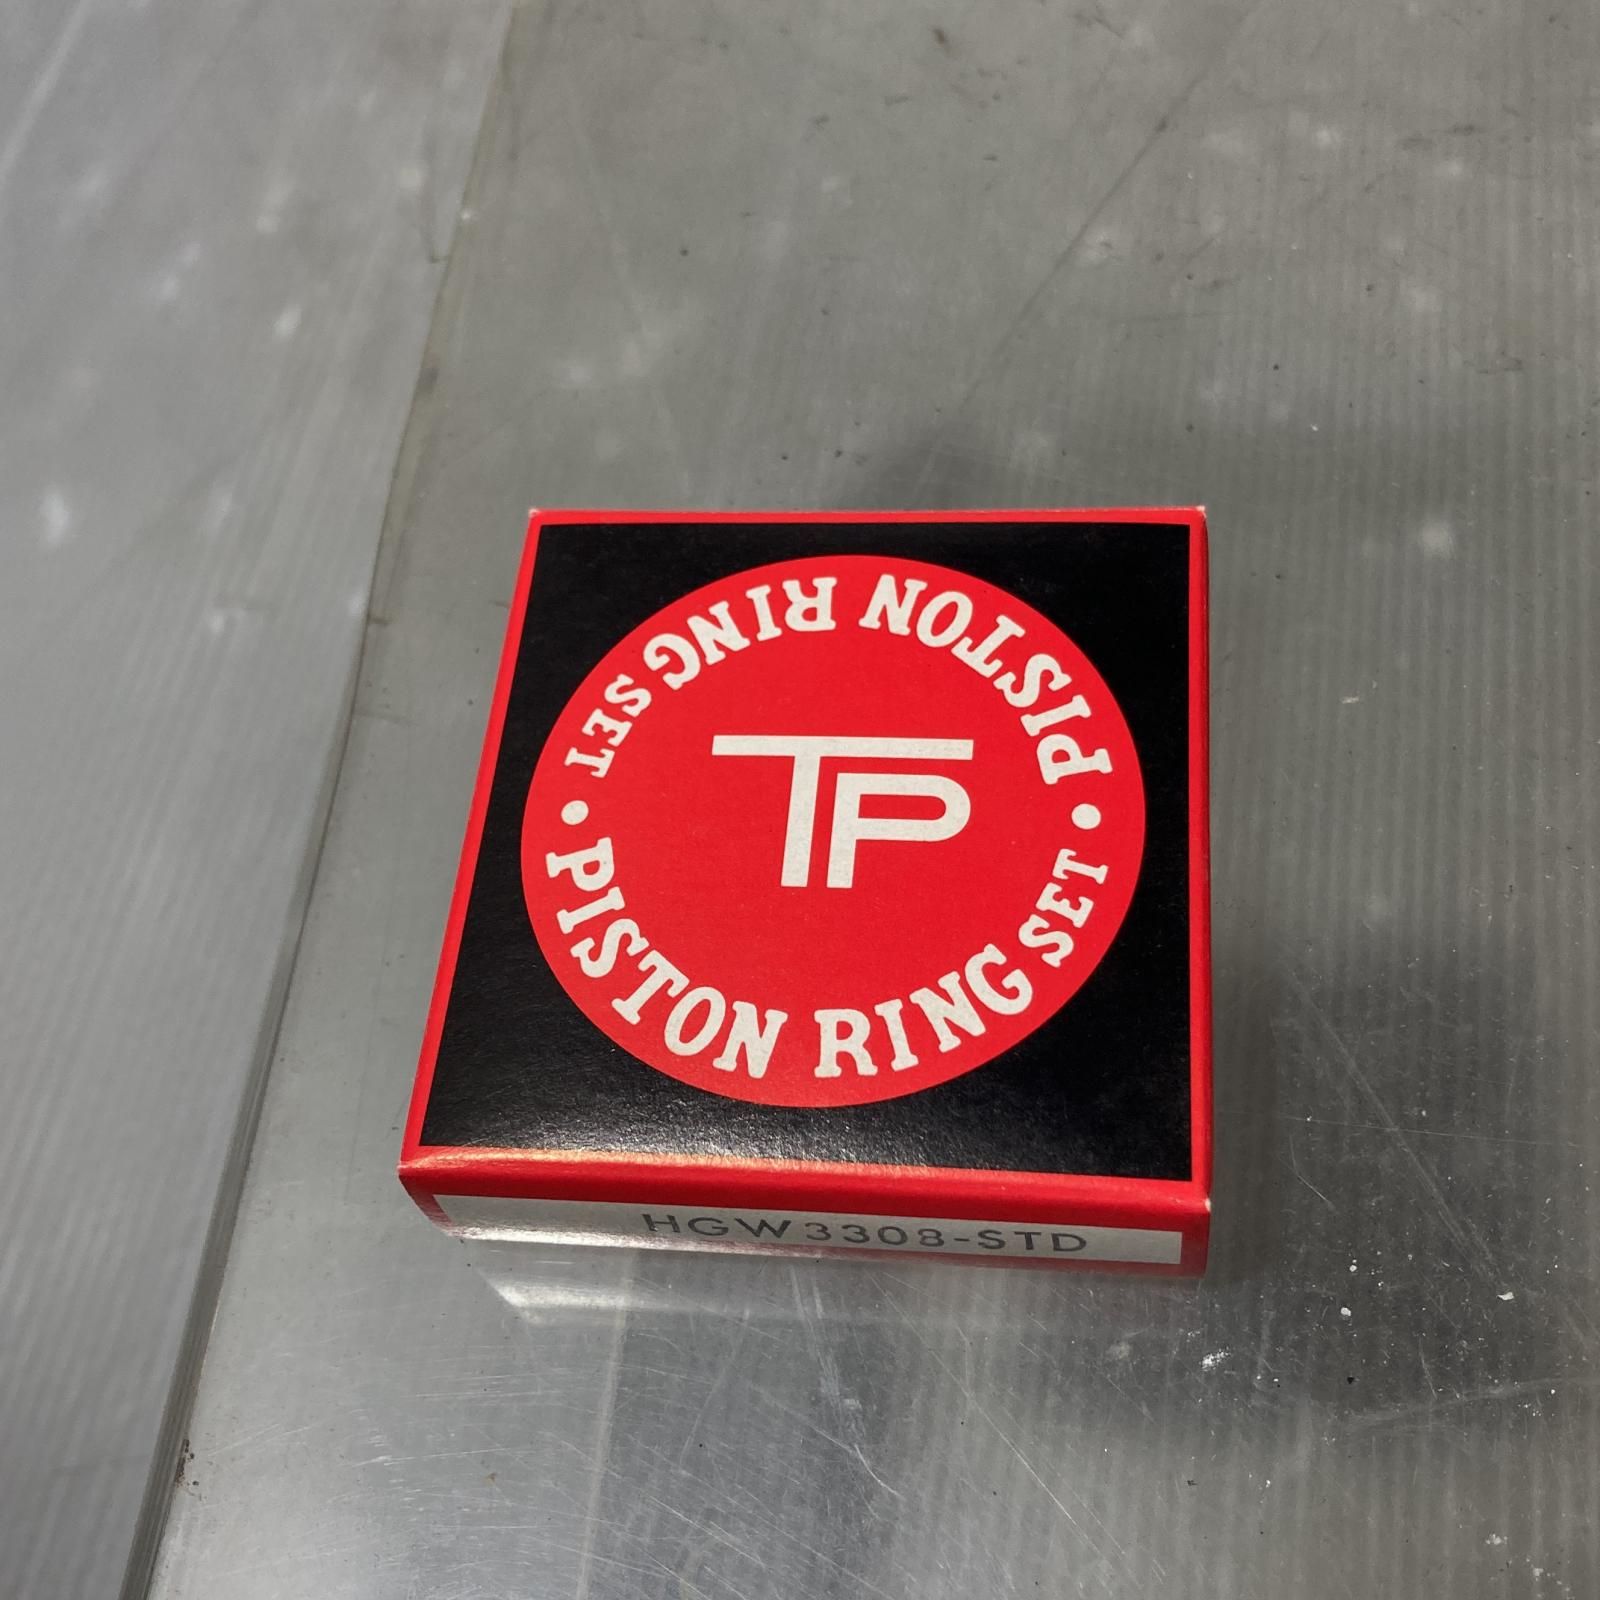 PISTON RING SET
TP
PISTON RING SET
HGW3308-STD